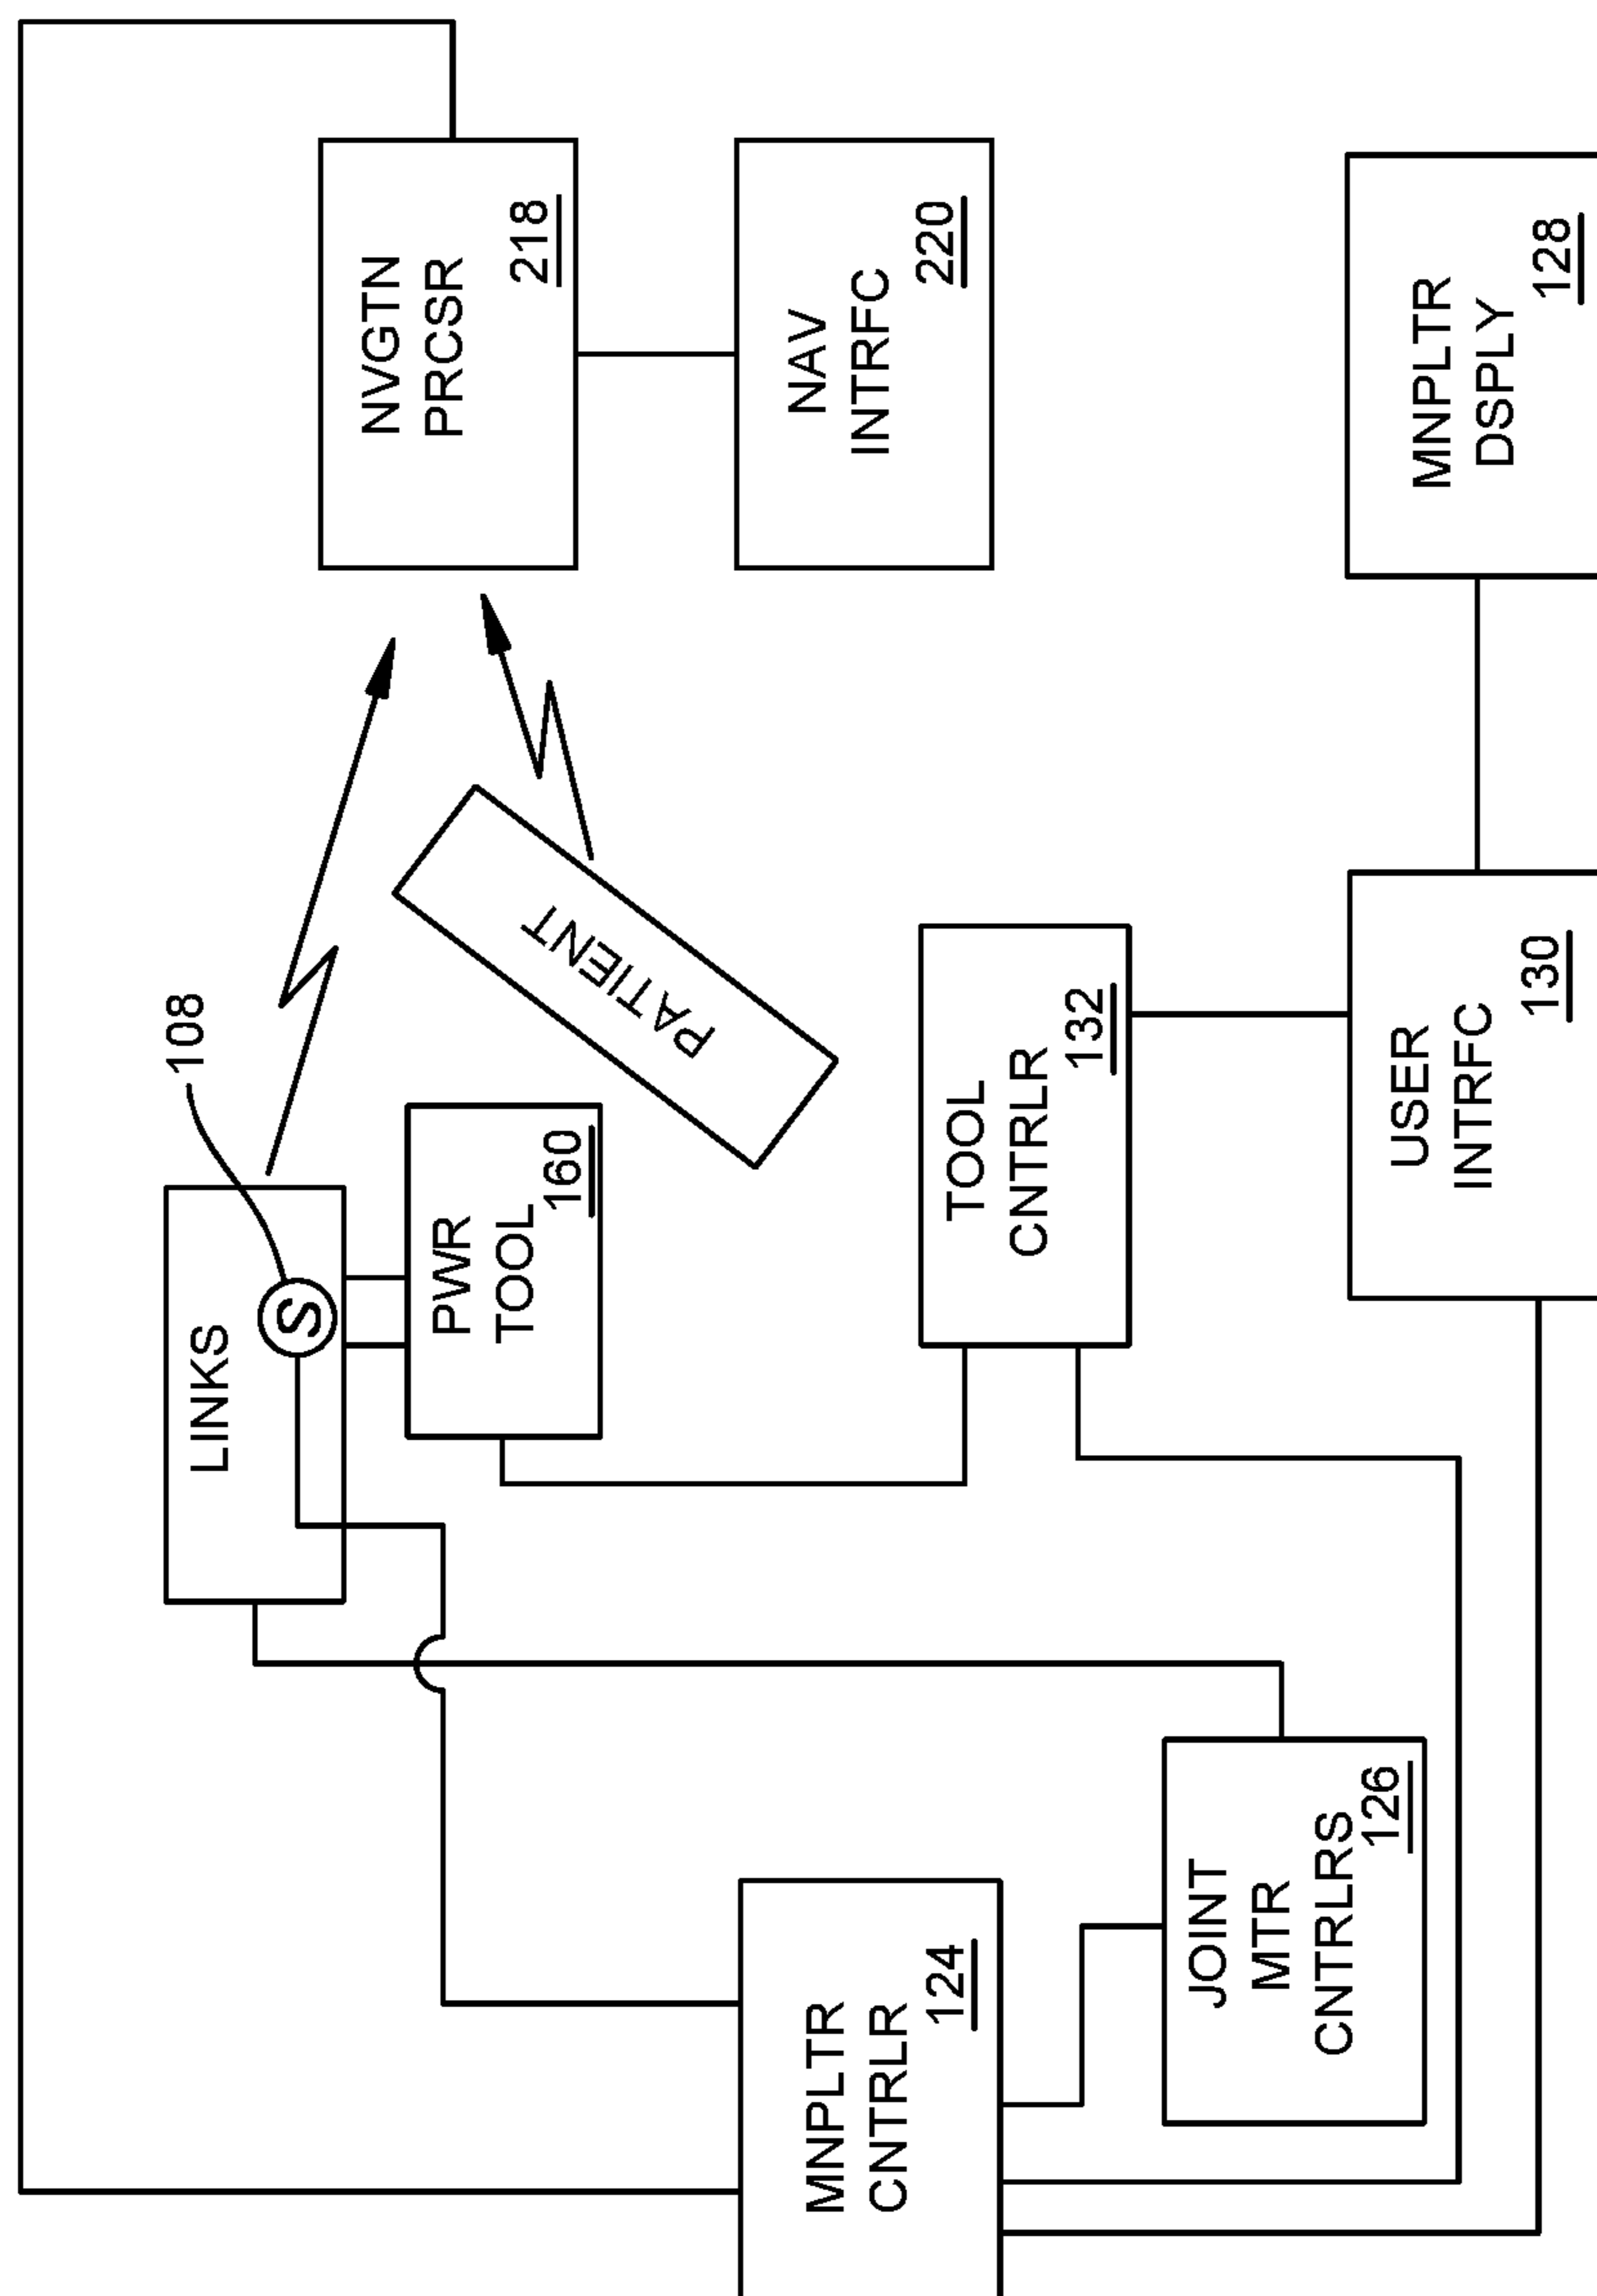 MNPLTR
CNTRLR
124
LINKS
108
S
PWR
TOOL
160
PATIENT
NVGTN
PRCSR
218
NAV
INTRFC
220
TOOL
CNTRLR
132
JOINT
MTR
CNTRLRS
126
USER
INTRFC
130
MNPLTR
DSPLY
128